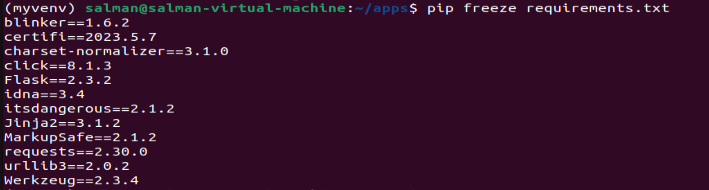 (myvenv) salman@salman-virtual-machine:~/apps$ pip freeze requirements.txt
blinker==1.6.2
certifi==2023.5.7
charset-normalizer==3.1.0
click==8.1.3
Flask==2.3.2
idna==3.4
itsdangerous==2.1.2
Jinja2==3.1.2
MarkupSafe==2.1.2
requests==2.30.0
urllib3==2.0.2
Werkzeug==2.3.4